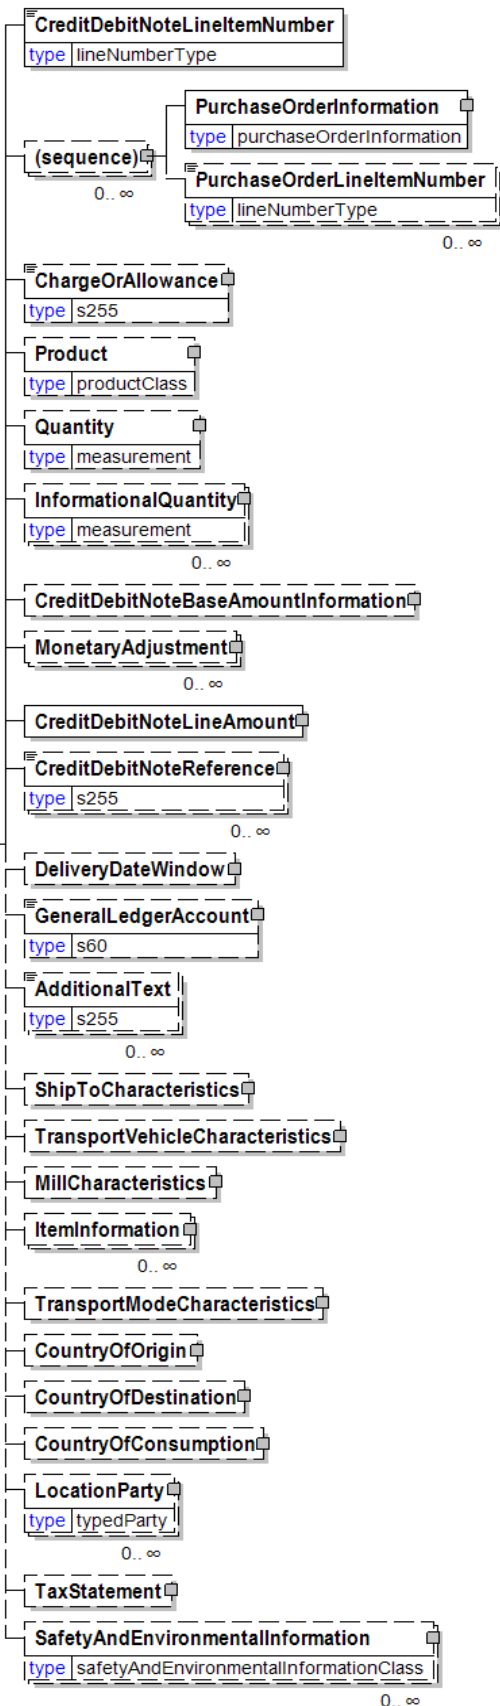 CreditDebitNoteLineItemNumber
type lineNumberType
PurchaseOrderInformation
type purchaseOrderInformation
(sequence)
0.. ∞
PurchaseOrderLineItemNumber
type lineNumberType
0.. ∞
ChargeOrAllowance
type s255
Product
type productClass
Quantity
type measurement
InformationalQuantity
type measurement
0.. ∞
CreditDebitNoteBaseAmountInformation
MonetaryAdjustment
0.. ∞
CreditDebitNoteLineAmount
CreditDebitNoteReference
type s255
0.. ∞
DeliveryDateWindow
GeneralLedgerAccount
type s60
AdditionalText
type s255
0.. ∞
ShipToCharacteristics
TransportVehicleCharacteristics
MillCharacteristics
ItemInformation
0.. ∞
TransportModeCharacteristics
CountryOfOrigin
CountryOfDestination
CountryOfConsumption
LocationParty
type typedParty
0.. ∞
TaxStatement
SafetyAndEnvironmentalInformation
type safetyAndEnvironmentalInformationClass
0.. ∞